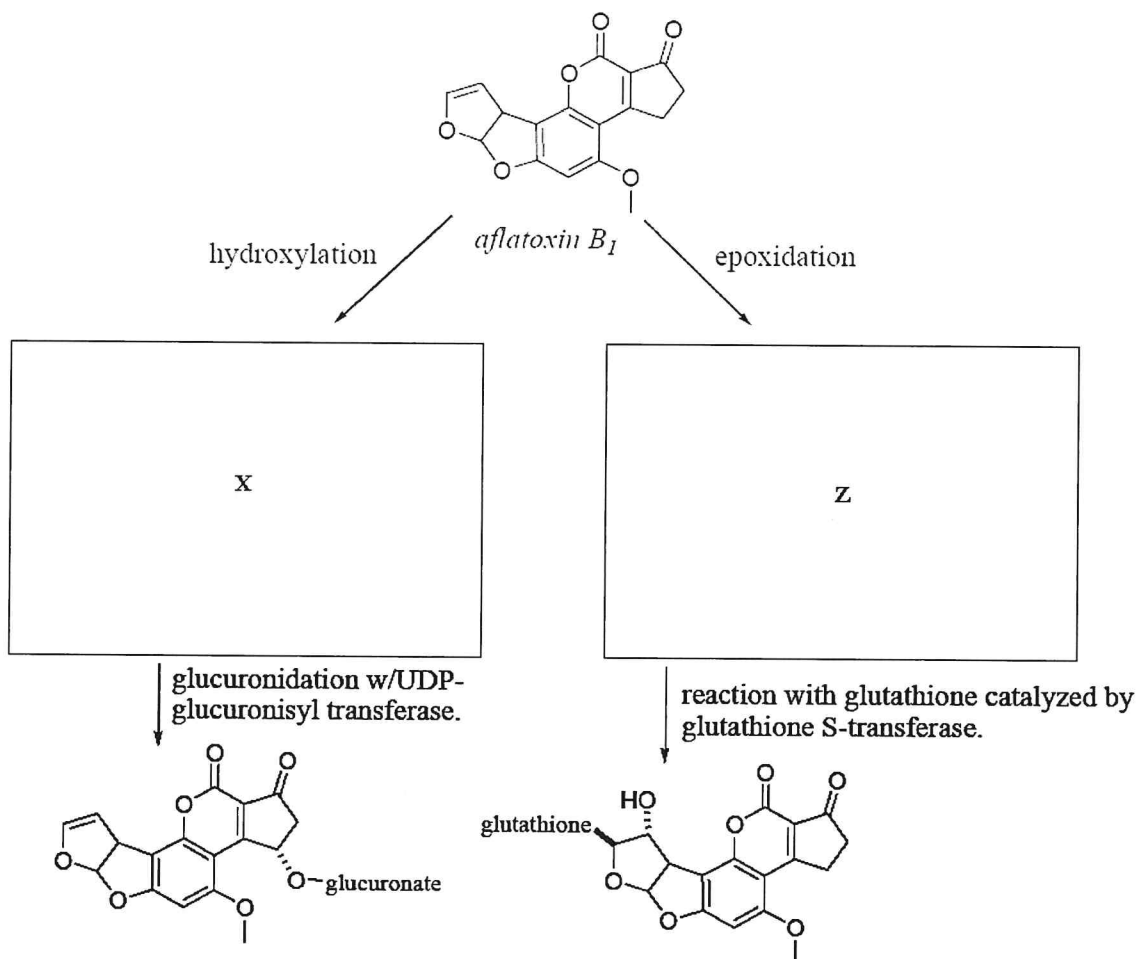 O O
O
O
O
O
aflatoxin B1
hydroxylation
epoxidation
X
Z
glucuronidation w/UDP-
glucuronisyl transferase.
reaction with glutathione catalyzed by
glutathione S-transferase.
O O
O
O
O
O
O-glucuronate
HO
O O
glutathione
O
O
O
O